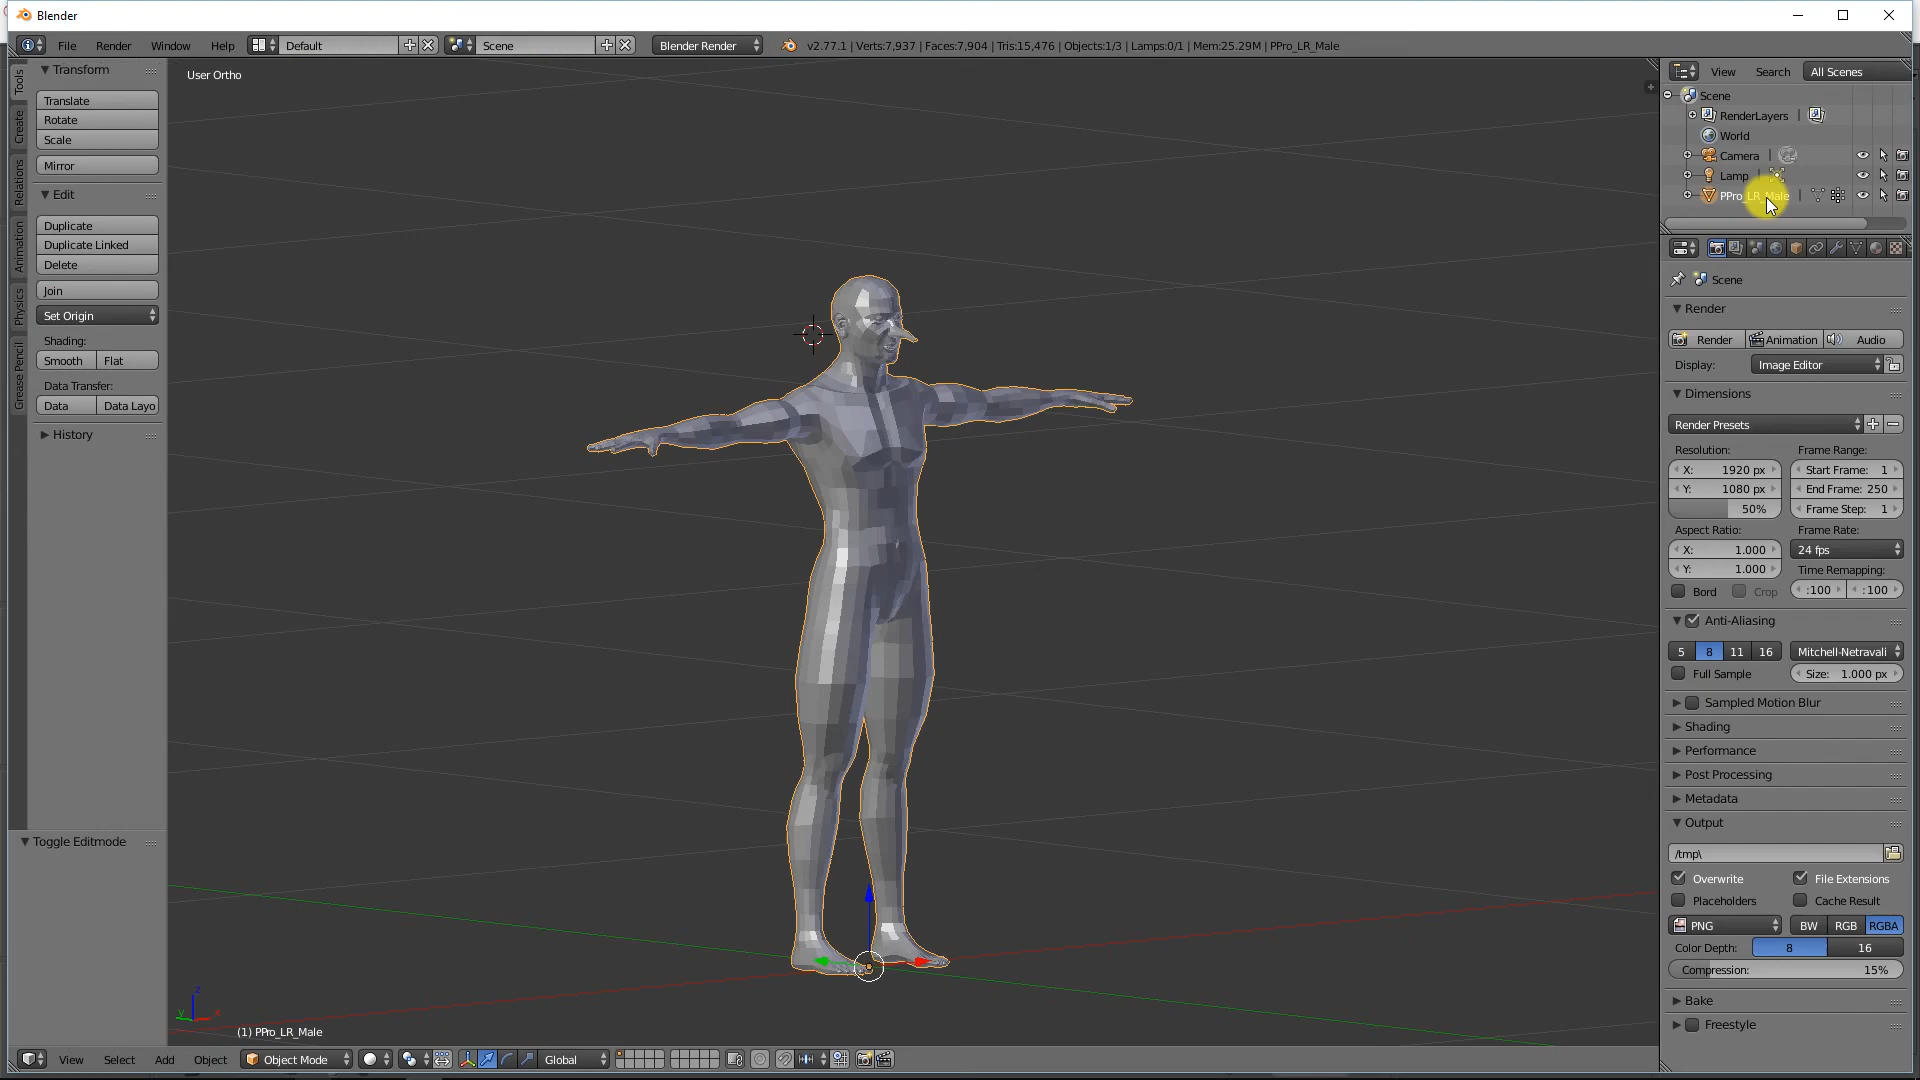 Blender
File Render Window Help Default Scene Blender Render v2.77.1 | Verts:7,937 | Faces:7,904 | Tris:15,476 | Objects:1/3 | Lamps:0/1 | Mem:25.29M | PPro_LR_Male
Tools
Create
Relations
Animation
Physics
Grease Pencil
Transform
Translate
Rotate
Scale
Mirror
Edit
Duplicate
Duplicate Linked
Delete
Join
Set Origin
Shading:
Smooth Flat
Data Transfer:
Data Data Layo
History
Toggle Editmode
User Ortho
z
y x
(1) PPro_LR_Male
View Select Add Object Object Mode Global
View Search All Scenes
Scene
RenderLayers |
World
Camera |
Lamp |
PPro_LR_Male |
Scene
Render
Render Animation Audio
Display: Image Editor
Dimensions
Render Presets
Resolution: Frame Range:
X: 1920 px Start Frame: 1
Y: 1080 px End Frame: 250
50% Frame Step: 1
Aspect Ratio: Frame Rate:
X: 1.000 24 fps
Y: 1.000 Time Remapping:
Bord Crop :100 :100
Anti-Aliasing
5 8 11 16 Mitchell-Netravali
Full Sample Size: 1.000 px
Sampled Motion Blur
Shading
Performance
Post Processing
Metadata
Output
/tmp\
Overwrite File Extensions
Placeholders Cache Result
PNG BW RGB RGBA
Color Depth: 8 16
Compression: 15%
Bake
Freestyle